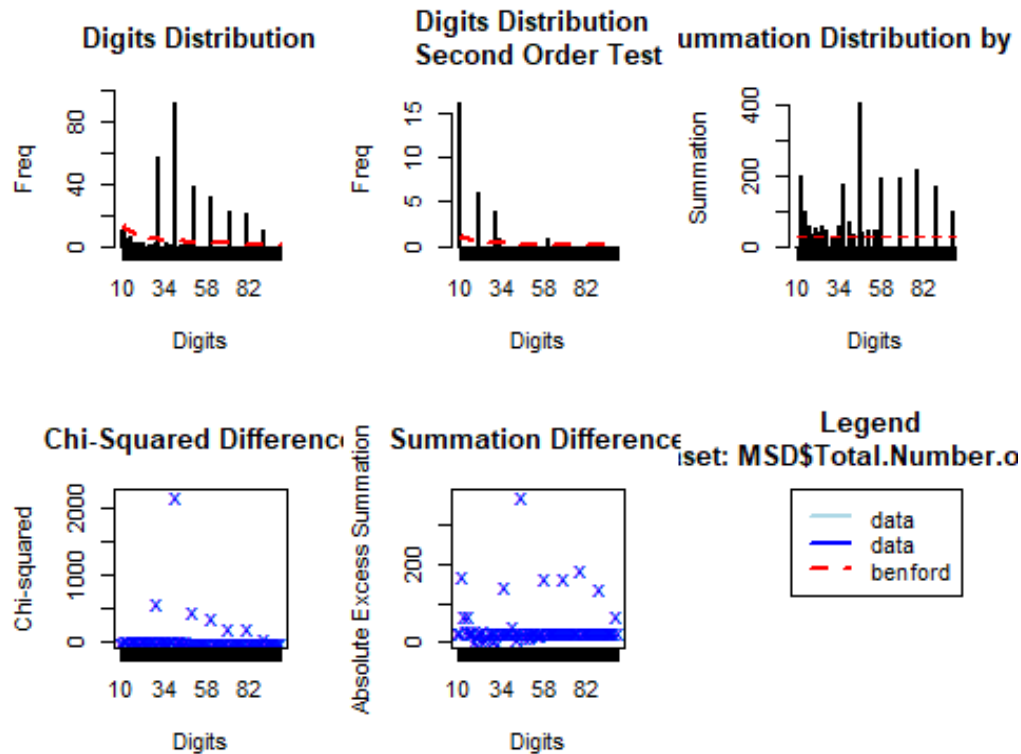 Digits Distribution
Freq
0 40 80
10 34 58 82
Digits
Digits Distribution
Second Order Test
Freq
0 5 10 15
10 34 58 82
Digits
ummation Distribution by
Summation
0 200 400
10 34 58 82
Digits
Chi-Squared Difference
Chi-squared
0 1000 2000
10 34 58 82
Digits
Summation Difference
Absolute Excess Summation
0 200
10 34 58 82
Digits
Legend
set: MSD$Total.Number.o
data
data
benford